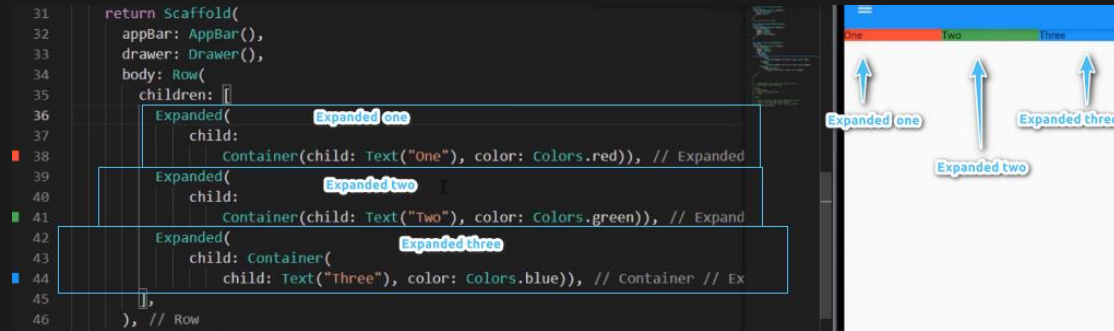 31 return Scaffold(
32 appBar: AppBar(),
33 drawer: Drawer(),
34 body: Row(
35 children: [
36 Expanded(
Expanded one
37 child:
38 Container(child: Text("One"), color: Colors.red)), // Expanded
39 Expanded(
Expanded two
40 child:
41 Container(child: Text("Two"), color: Colors.green)), // Expand
42 Expanded(
Expanded three
43 child: Container(
44 child: Text("Three"), color: Colors.blue)), // Container // Ex
45 ],
46 ), // Row
One Two Three
Expanded one
Expanded three
Expanded two